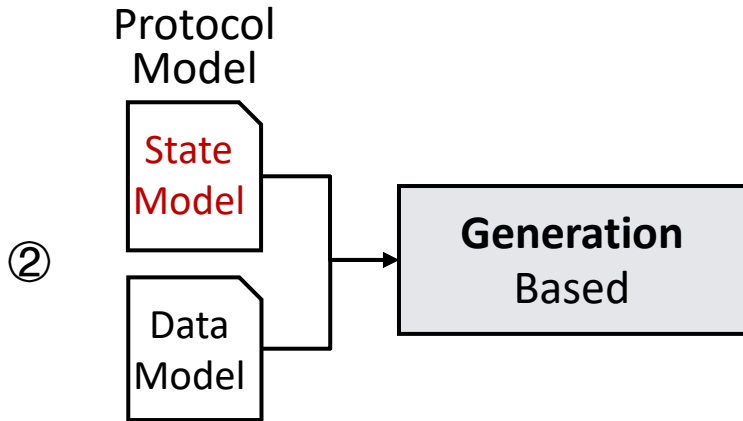 Protocol
Model
State
Model
②
Data
Model
Generation
Based